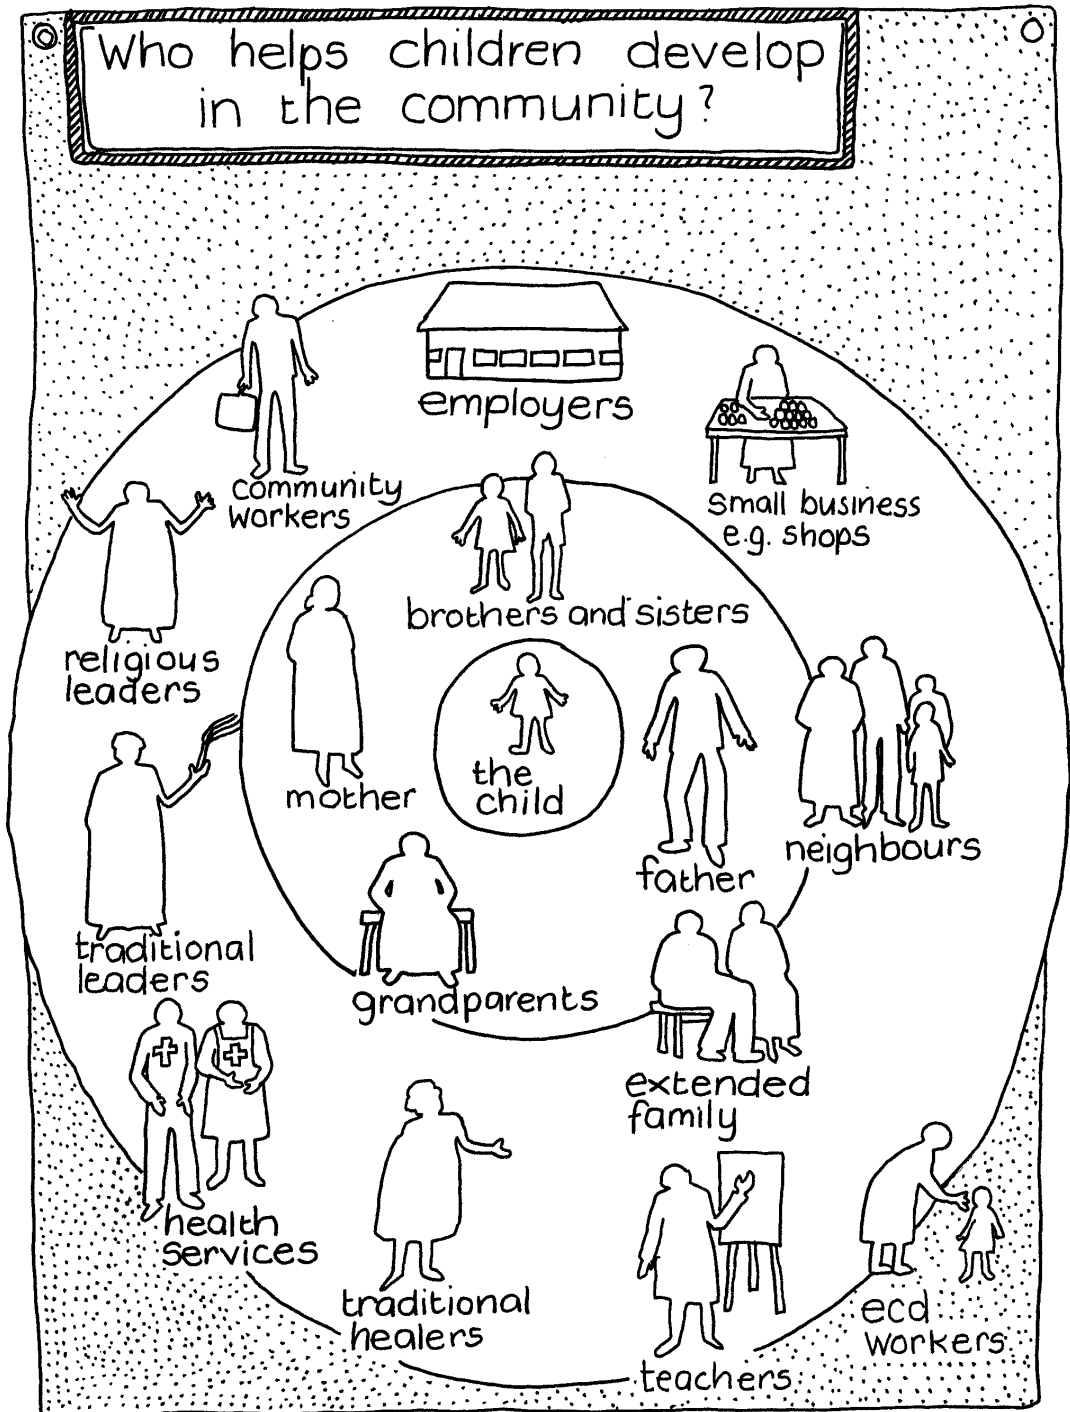 Who helps children develop
in the community?
employers
small business
e.g. shops
community
workers
brothers and sisters
religious
leaders
mother
the
child
father
neighbours
traditional
leaders
grandparents
extended
family
health
services
traditional
healers
teachers
ecd
workers